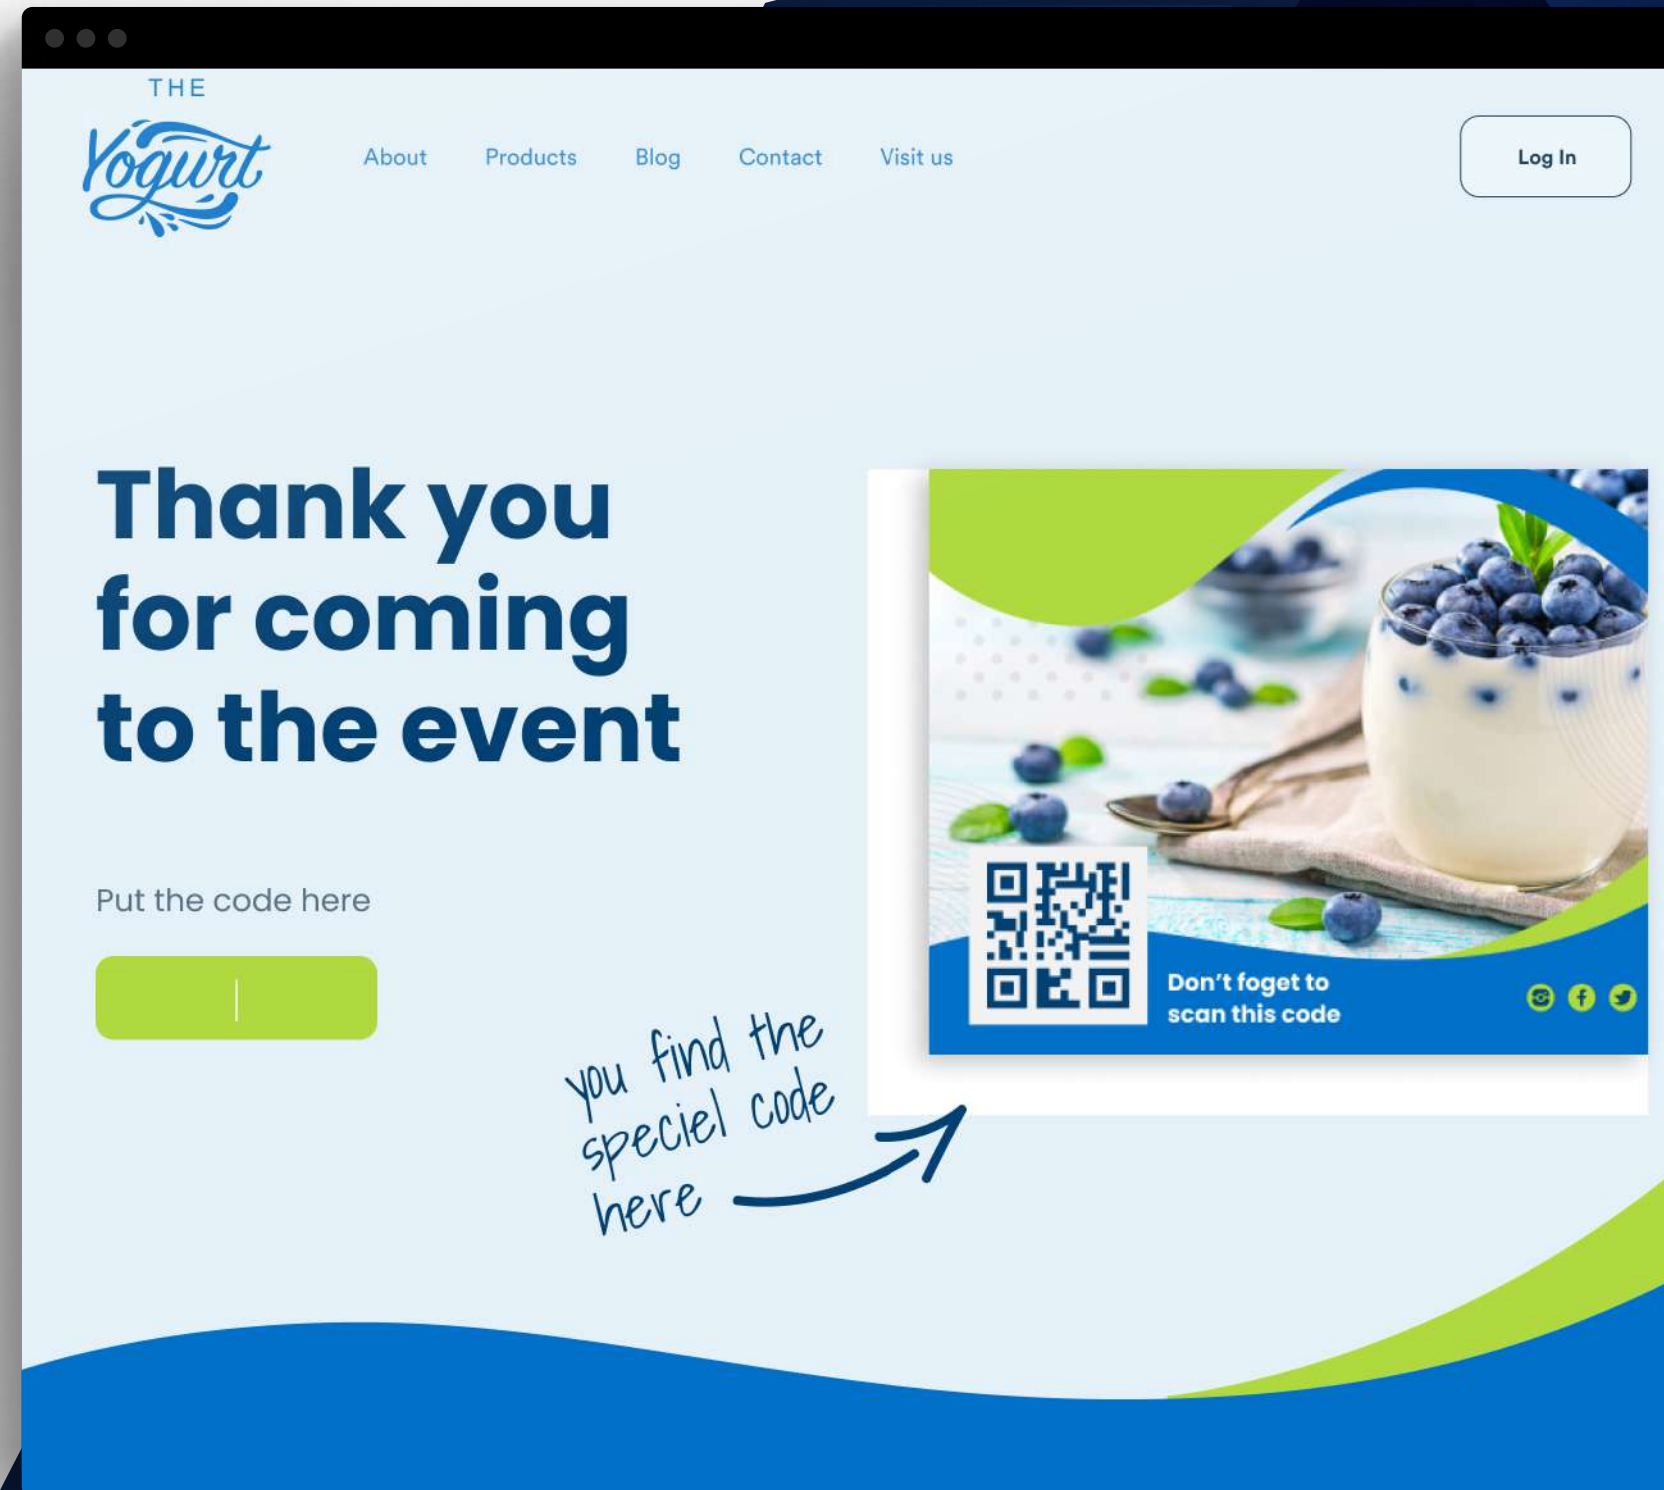 THE
Yogurt
About Products Blog Contact Visit us
Log In
Thank you
for coming
to the event
Put the code here
you find the
speciel code
here
Don't foget to
scan this code